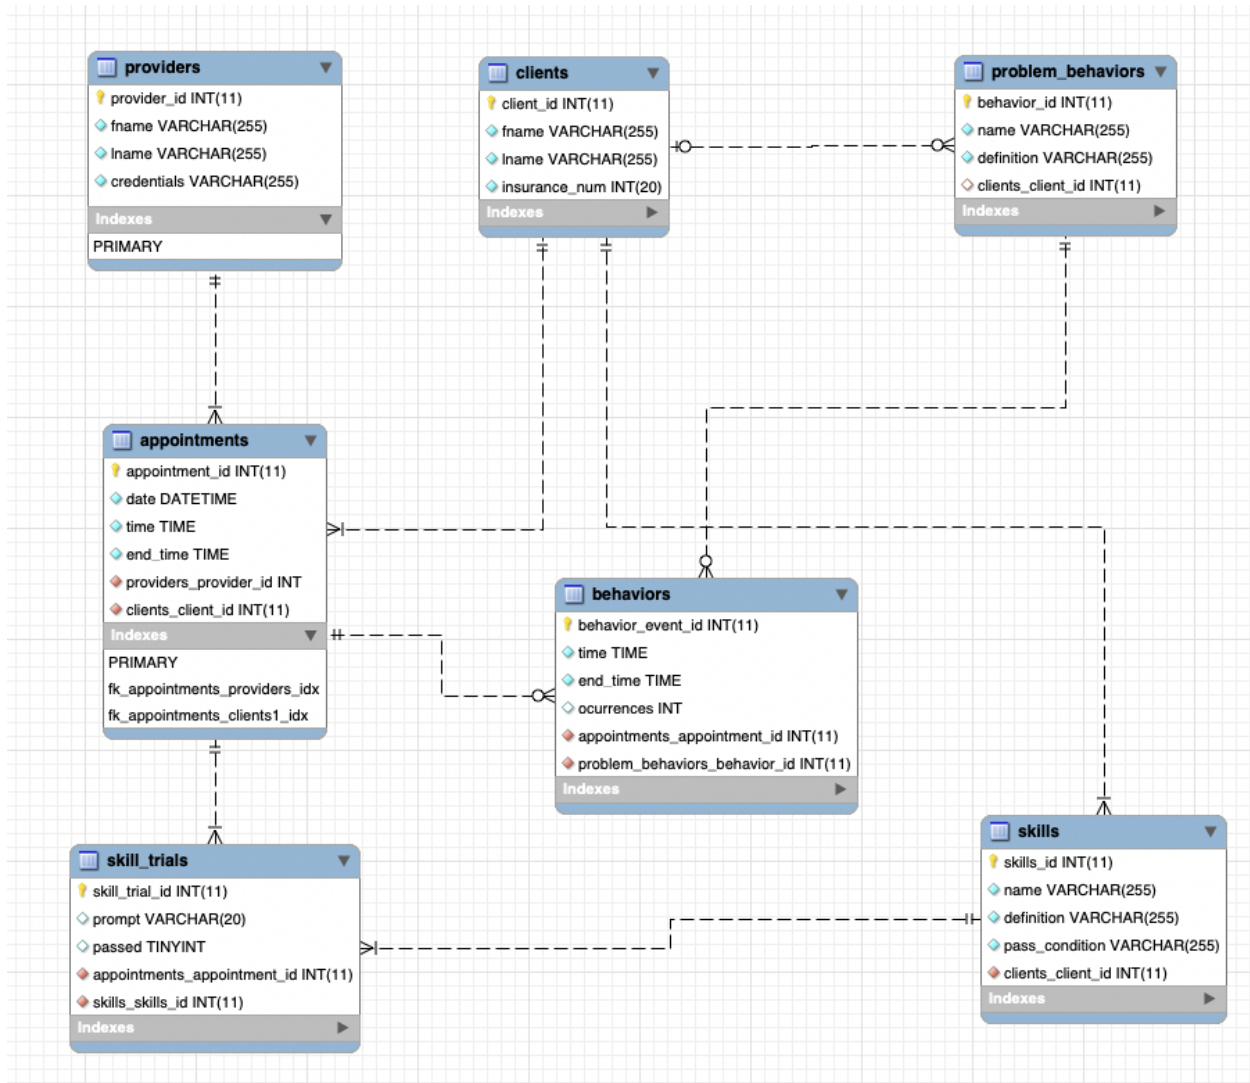 providers
provider_id INT(11)
fname VARCHAR(255)
lname VARCHAR(255)
credentials VARCHAR(255)
Indexes
PRIMARY
clients
client_id INT(11)
fname VARCHAR(255)
lname VARCHAR(255)
insurance_num INT(20)
Indexes
problem_behaviors
behavior_id INT(11)
name VARCHAR(255)
definition VARCHAR(255)
clients_client_id INT(11)
Indexes
appointments
appointment_id INT(11)
date DATETIME
time TIME
end_time TIME
providers_provider_id INT
clients_client_id INT(11)
Indexes
PRIMARY
fk_appointments_providers_idx
fk_appointments_clients1_idx
behaviors
behavior_event_id INT(11)
time TIME
end_time TIME
ocurrences INT
appointments_appointment_id INT(11)
problem_behaviors_behavior_id INT(11)
Indexes
skill_trials
skill_trial_id INT(11)
prompt VARCHAR(20)
passed TINYINT
appointments_appointment_id INT(11)
skills_skills_id INT(11)
Indexes
skills
skills_id INT(11)
name VARCHAR(255)
definition VARCHAR(255)
pass_condition VARCHAR(255)
clients_client_id INT(11)
Indexes